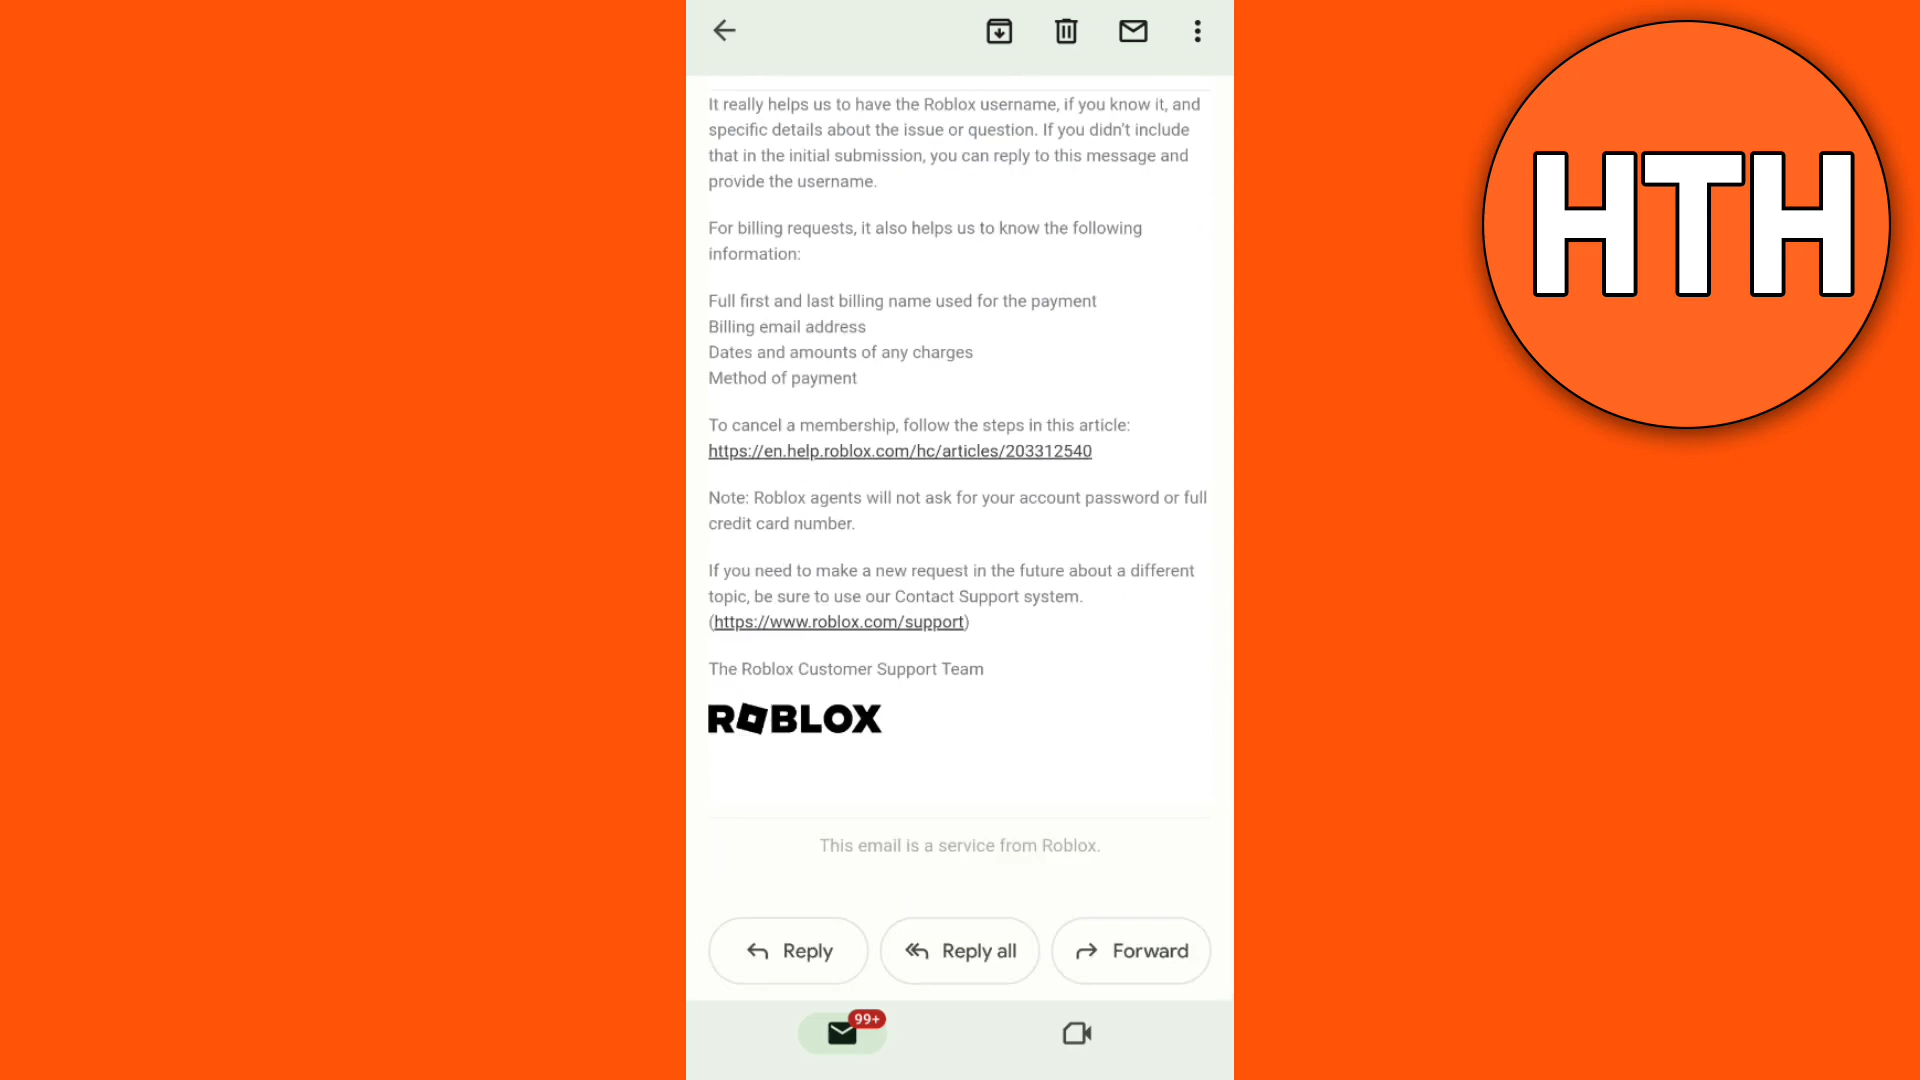 It really helps us to have the Roblox username, if you know it, and
specific details about the issue or question. If you didn't include
that in the initial submission, you can reply to this message and
provide the username.
For billing requests, it also helps us to know the following
information:
Full first and last billing name used for the payment
Billing email address
Dates and amounts of any charges
Method of payment
To cancel a membership, follow the steps in this article:
https://en.help.roblox.com/hc/articles/203312540
Note: Roblox agents will not ask for your account password or full
credit card number.
If you need to make a new request in the future about a different
topic, be sure to use our Contact Support system.
(https://www.roblox.com/support)
The Roblox Customer Support Team
ROBLOX
This email is a service from Roblox.
Reply
Reply all
Forward
99+
HTH